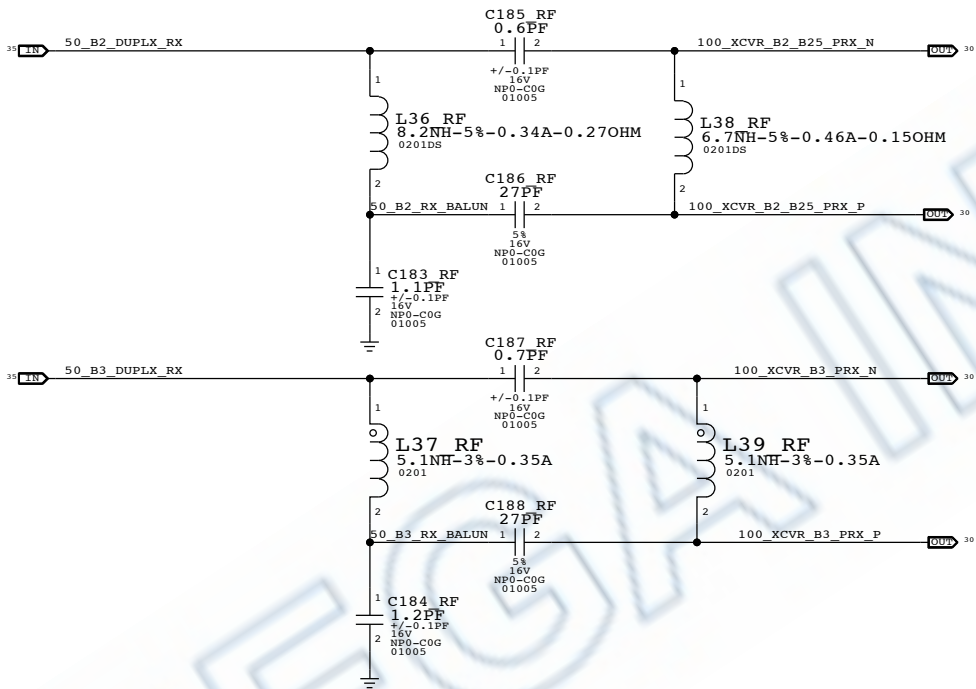 C185_RF
0.6PF
35 IN 50_B2_DUPLX_RX 1 2 100_XCVR_B2_B25_PRX_N OUT 30
+/-0.1PF
16V
NP0-C0G
01005
1
1
L36_RF
8.2NH-5%-0.34A-0.27OHM
0201DS
L38_RF
6.7NH-5%-0.46A-0.15OHM
0201DS
2
2
C186_RF
27PF
50_B2_RX_BALUN 1 2 100_XCVR_B2_B25_PRX_P OUT 30
5%
16V
NP0-C0G
01005
1
C183_RF
1.1PF
+/-0.1PF
16V
NP0-C0G
01005
2
C187_RF
0.7PF
35 IN 50_B3_DUPLX_RX 1 2 100_XCVR_B3_PRX_N OUT 30
+/-0.1PF
16V
NP0-C0G
01005
1
1
L37_RF
5.1NH-3%-0.35A
0201
L39_RF
5.1NH-3%-0.35A
0201
2
2
C188_RF
27PF
50_B3_RX_BALUN 1 2 100_XCVR_B3_PRX_P OUT 30
5%
16V
NP0-C0G
01005
1
C184_RF
1.2PF
+/-0.1PF
16V
NP0-C0G
01005
2
EGA IN